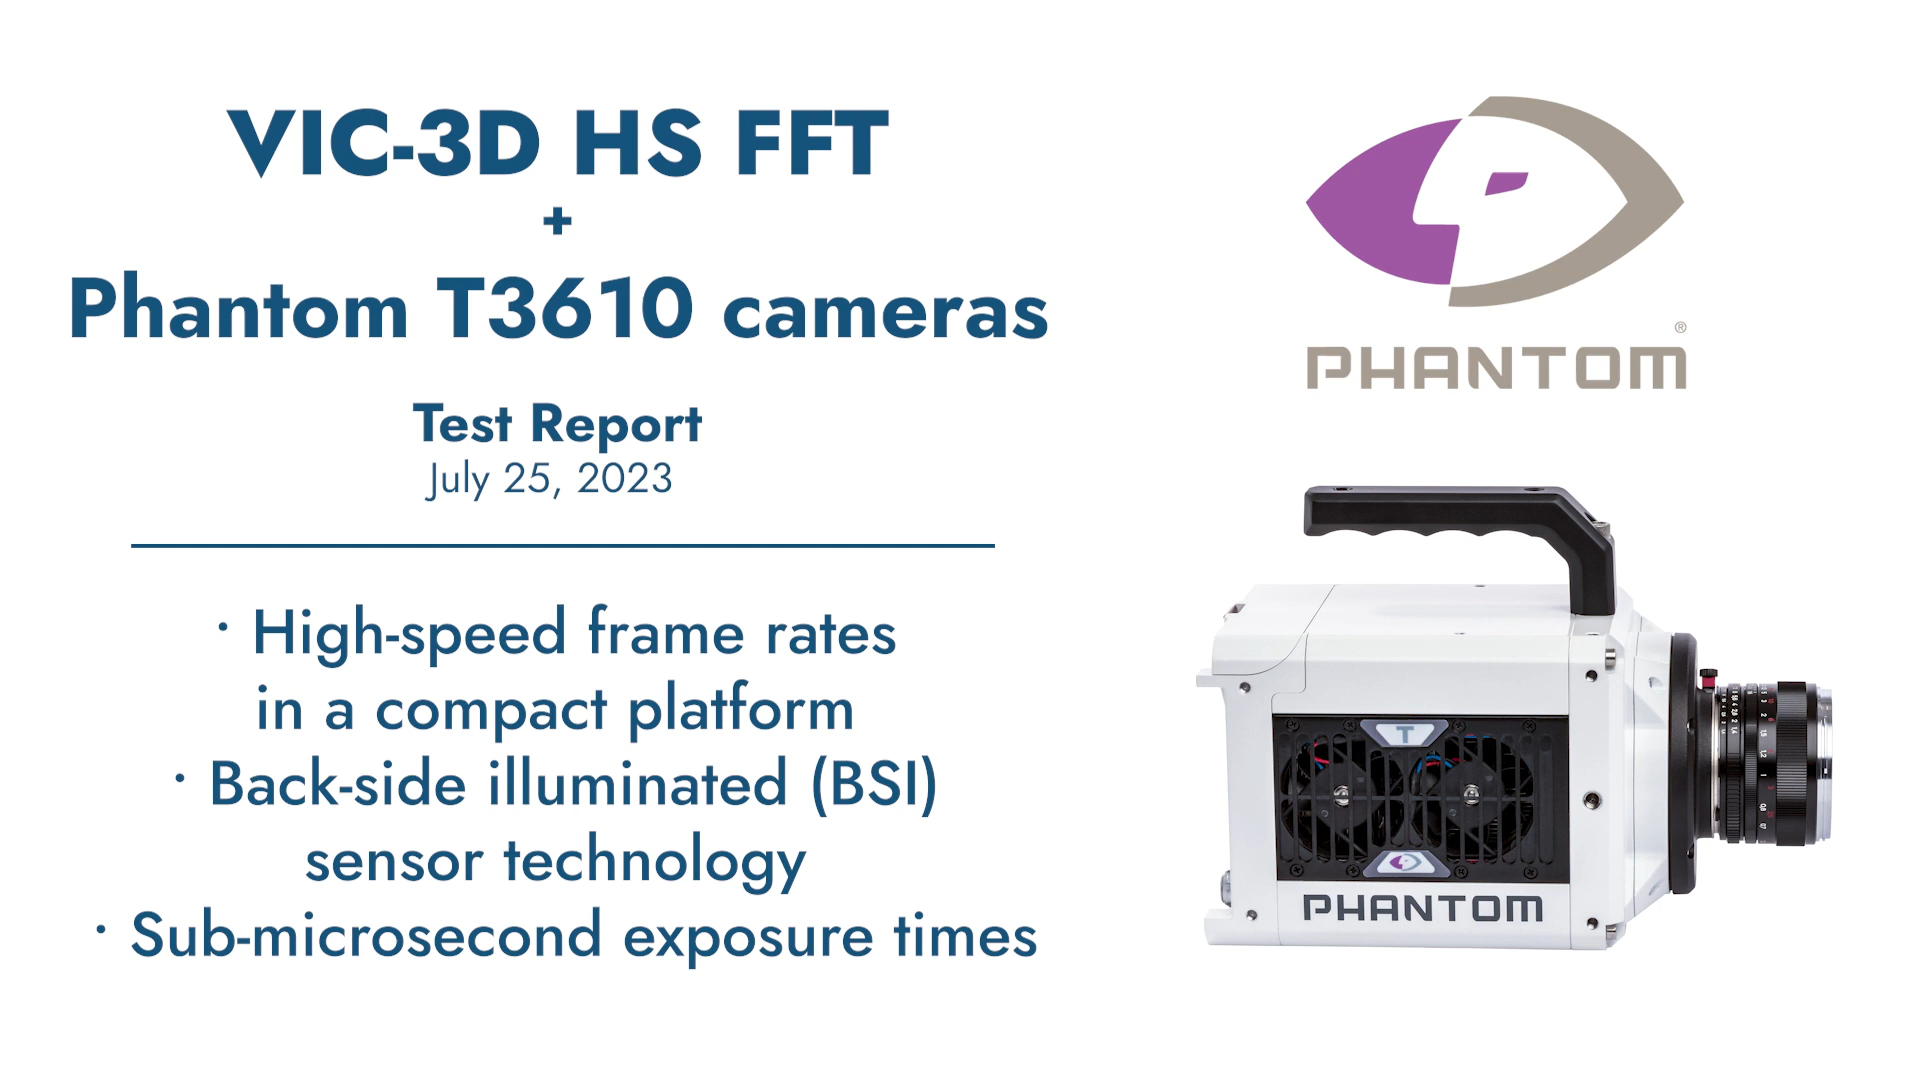 VIC-3D HS FFT
+
Phantom T3610 cameras
Test Report
July 25, 2023
· High-speed frame rates
in a compact platform
· Back-side illuminated (BSI)
sensor technology
· Sub-microsecond exposure times
PHANTOM
®
T
PHANTOM